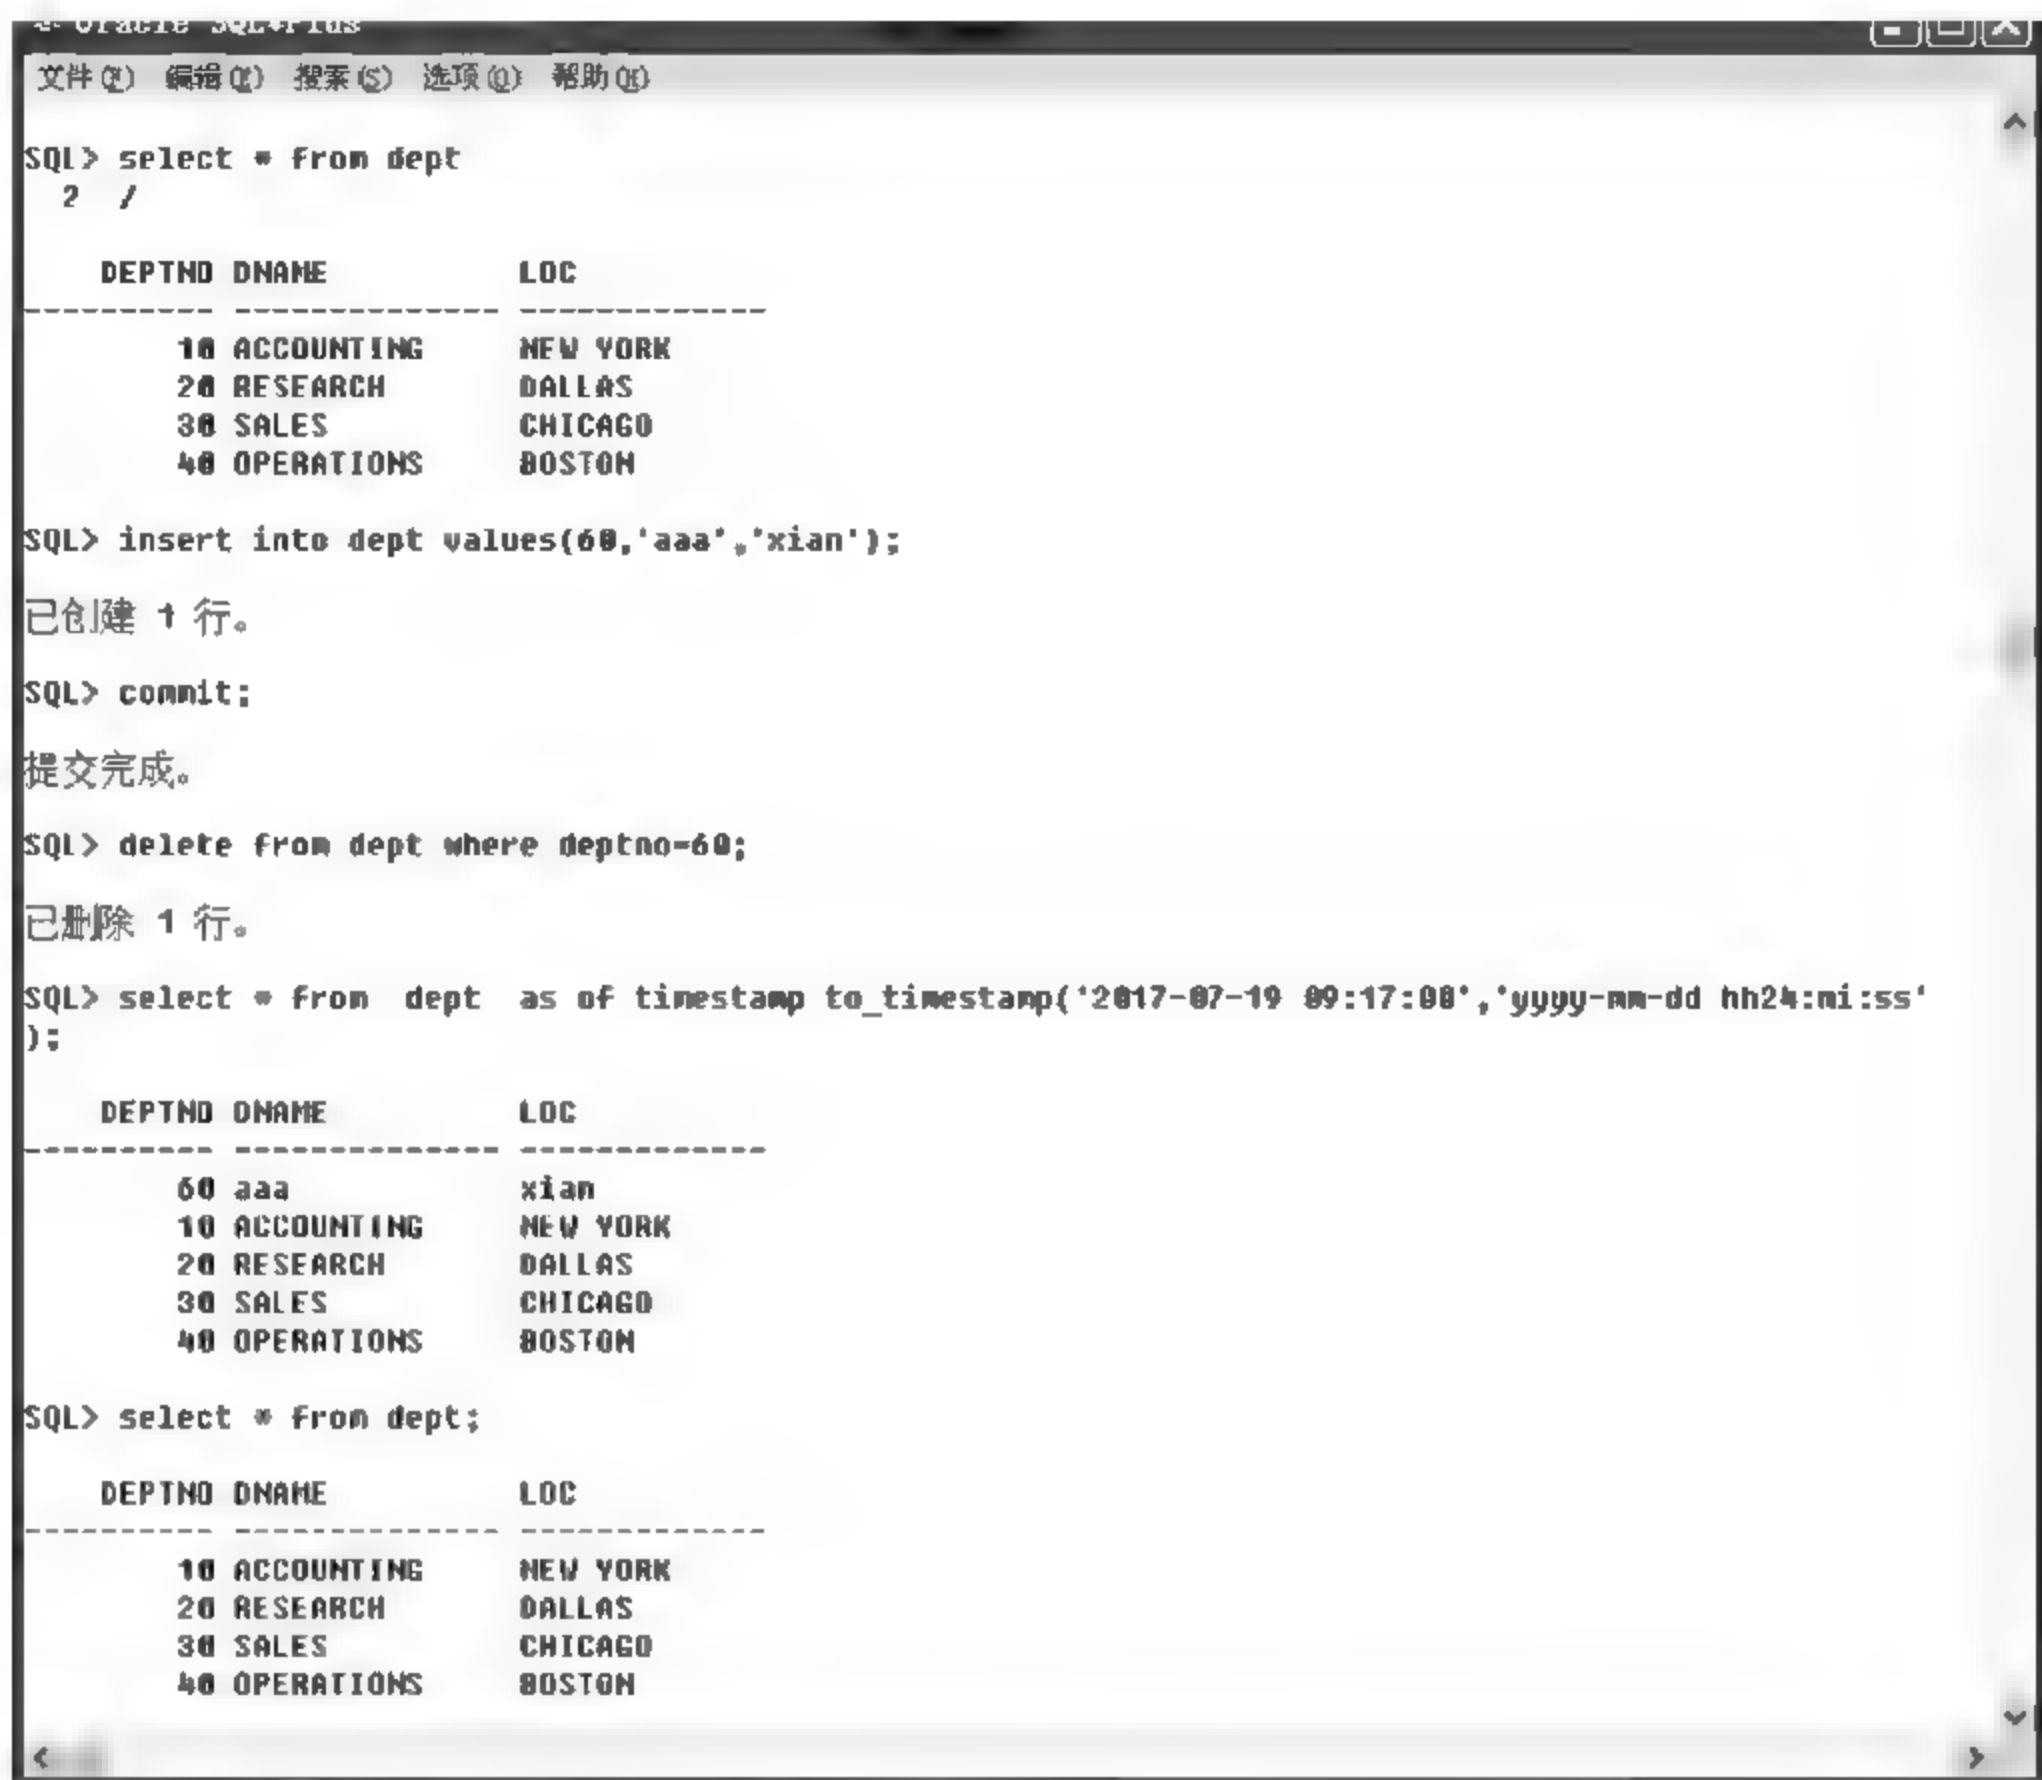 Oracle SQL*Plus
文件(F) 编辑(E) 搜索(S) 选项(O) 帮助(H)
SQL> select * from dept
  2  /
    DEPTNO DNAME          LOC
---------- -------------- -------------
        10 ACCOUNTING     NEW YORK
        20 RESEARCH       DALLAS
        30 SALES          CHICAGO
        40 OPERATIONS     BOSTON
SQL> insert into dept values(60,'aaa','xian');
已创建 1 行。
SQL> commit;
提交完成。
SQL> delete from dept where deptno=60;
已删除 1 行。
SQL> select * from  dept  as of timestamp to_timestamp('2017-07-19 09:17:00','yyyy-mm-dd hh24:mi:ss'
);
    DEPTNO DNAME          LOC
---------- -------------- -------------
        60 aaa            xian
        10 ACCOUNTING     NEW YORK
        20 RESEARCH       DALLAS
        30 SALES          CHICAGO
        40 OPERATIONS     BOSTON
SQL> select * from dept;
    DEPTNO DNAME          LOC
---------- -------------- -------------
        10 ACCOUNTING     NEW YORK
        20 RESEARCH       DALLAS
        30 SALES          CHICAGO
        40 OPERATIONS     BOSTON